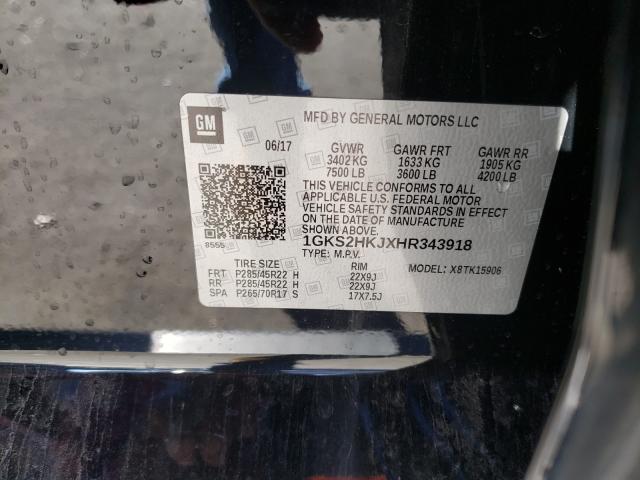 GM
MFD BY GENERAL MOTORS LLC
06/17 GVWR GAWR FRT GAWR RR
3402 KG 1633 KG 1905 KG
7500 LB 3600 LB 4200 LB
THIS VEHICLE CONFORMS TO ALL
APPLICABLE U.S. FEDERAL MOTOR
VEHICLE SAFETY STANDARDS IN
EFFECT ON THE DATE OF MANUFACTURE
SHOWN ABOVE.
8555 1GKS2HKJXHR343918
TYPE: M.P.V. MODEL: X8TK15906
TIRE SIZE RIM
FRT P285/45R22 H 22X9J
RR P285/45R22 H 22X9J
SPA P265/70R17 S 17X7.5J